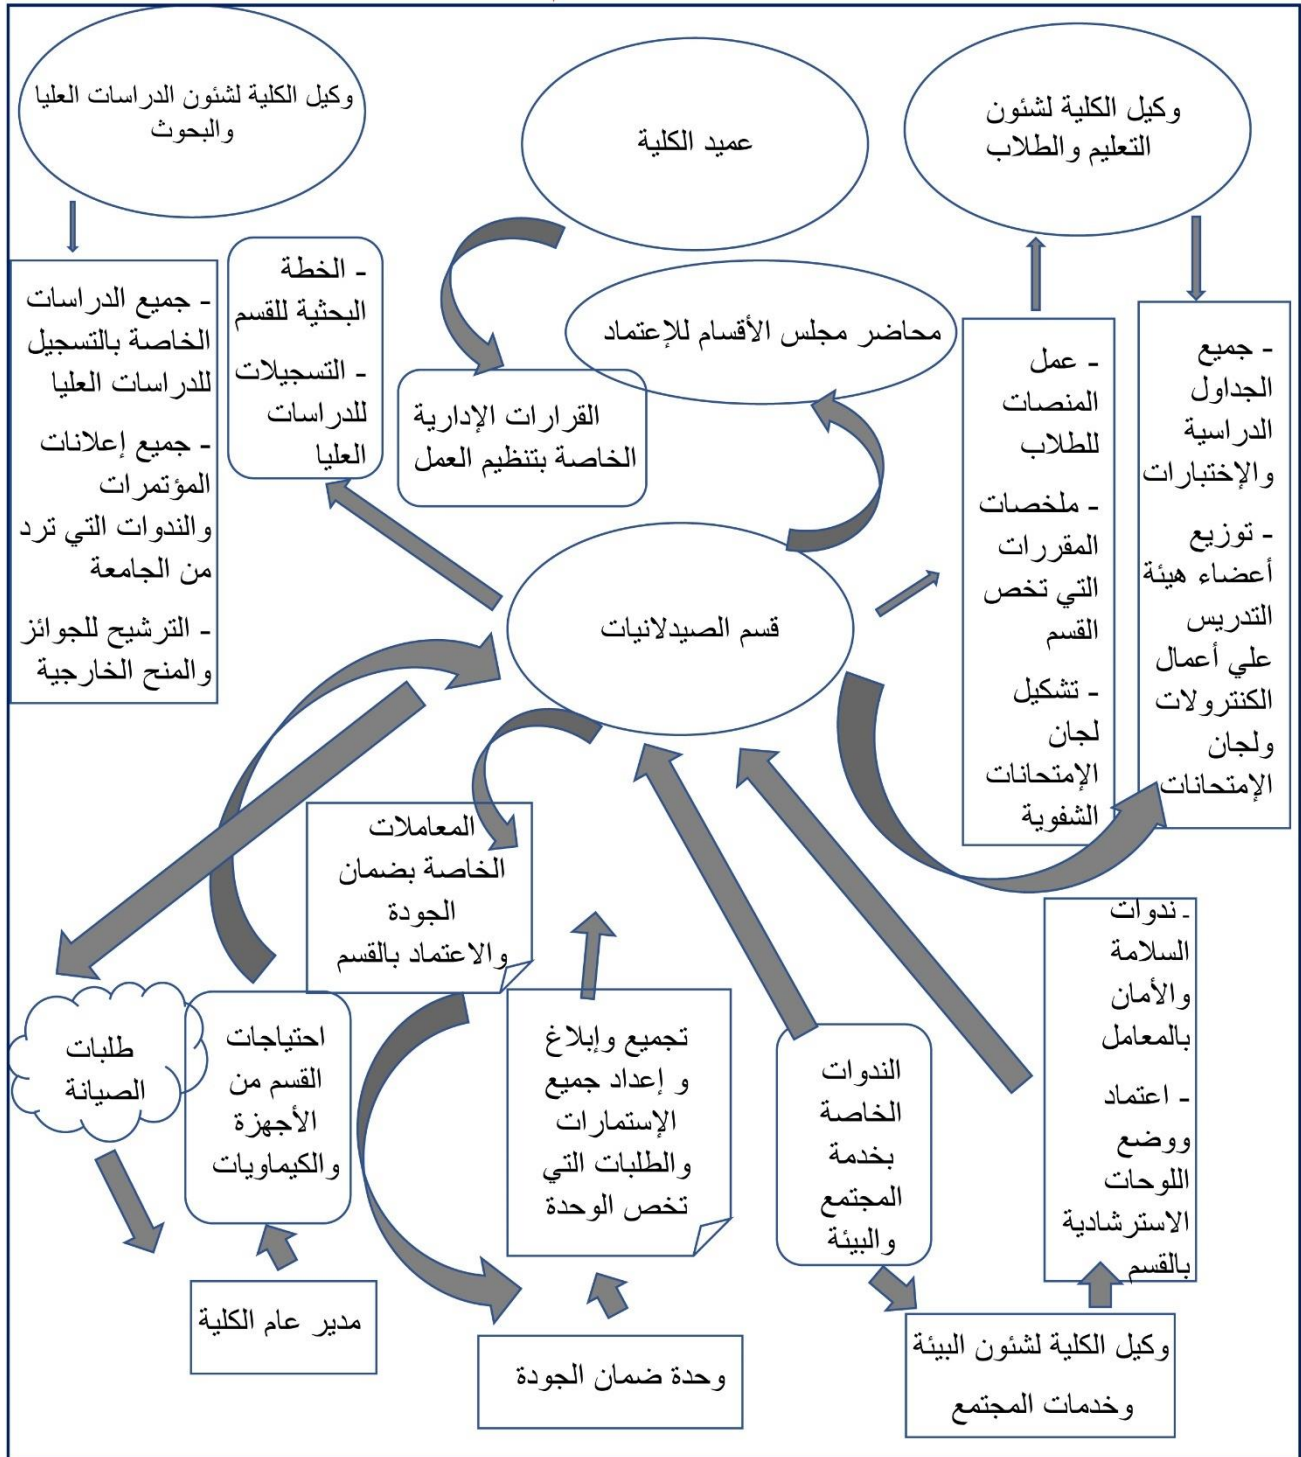 وكيل الكلية لشئون الدراسات العليا
والبحوث
عميد الكلية
وكيل الكلية لشئون
التعليم والطلاب
- جميع الدراسات
الخاصة بالتسجيل
للدراسات العليا
- جميع إعلانات
المؤتمرات
والندوات التي ترد
من الجامعة
- الترشيح للجوائز
والمنح الخارجية
- الخطة
البحثية للقسم
- التسجيلات
للدراسات
العليا
القرارات الإدارية
الخاصة بتنظيم العمل
محاضر مجلس الأقسام للإعتماد
- عمل
المنصات
للطلاب
- ملخصات
المقررات
التي تخص
القسم
- تشكيل
لجان
الإمتحانات
الشفوية
- جميع
الجداول
الدراسية
والإختبارات
- توزيع
أعضاء هيئة
التدريس
علي أعمال
الكنترولات
ولجان
الإمتحانات
قسم الصيدلانيات
المعاملات
الخاصة بضمان
الجودة
والاعتماد بالقسم
طلبات
الصيانة
احتياجات
القسم من
الأجهزة
والكيماويات
تجميع وإبلاغ
و إعداد جميع
الإستمارات
والطلبات التي
تخص الوحدة
الندوات
الخاصة
بخدمة
المجتمع
والبيئة
- ندوات
السلامة
والأمان
بالمعامل
- اعتماد
ووضع
اللوحات
الاسترشادية
بالقسم
مدير عام الكلية
وحدة ضمان الجودة
وكيل الكلية لشئون البيئة
وخدمات المجتمع